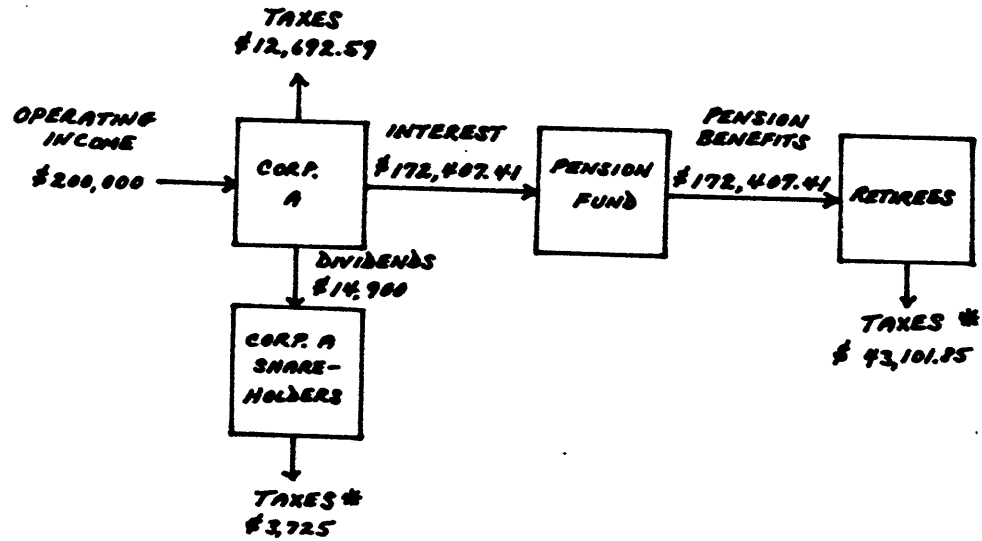 TAXES
$12,692.59
OPERATING
INCOME
$200,000
CORP.
A
INTEREST
$172,407.41
PENSION
FUND
PENSION
BENEFITS
$172,407.41
RETIREES
DIVIDENDS
$14,900
CORP. A
SHARE-
HOLDERS
TAXES *
$ 43,101.85
TAXES *
$3,725